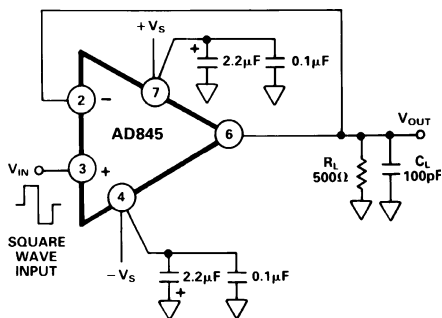 +VS
+
2.2μF
0.1μF
2
−
7
AD845
6
VOUT
VIN
3
+
4
RL
500Ω
CL
100pF
SQUARE
WAVE
INPUT
−VS
2.2μF
+
0.1μF